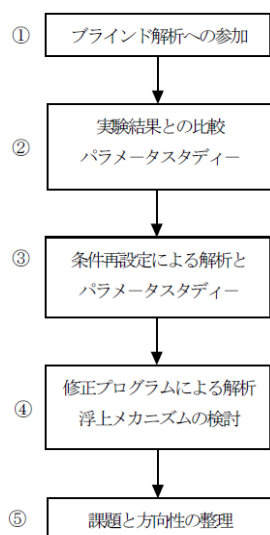 ① ブラインド解析への参加
② 実験結果との比較
パラメータスタディー
③ 条件再設定による解析と
パラメータスタディー
④ 修正プログラムによる解析
浮上メカニズムの検討
⑤ 課題と方向性の整理